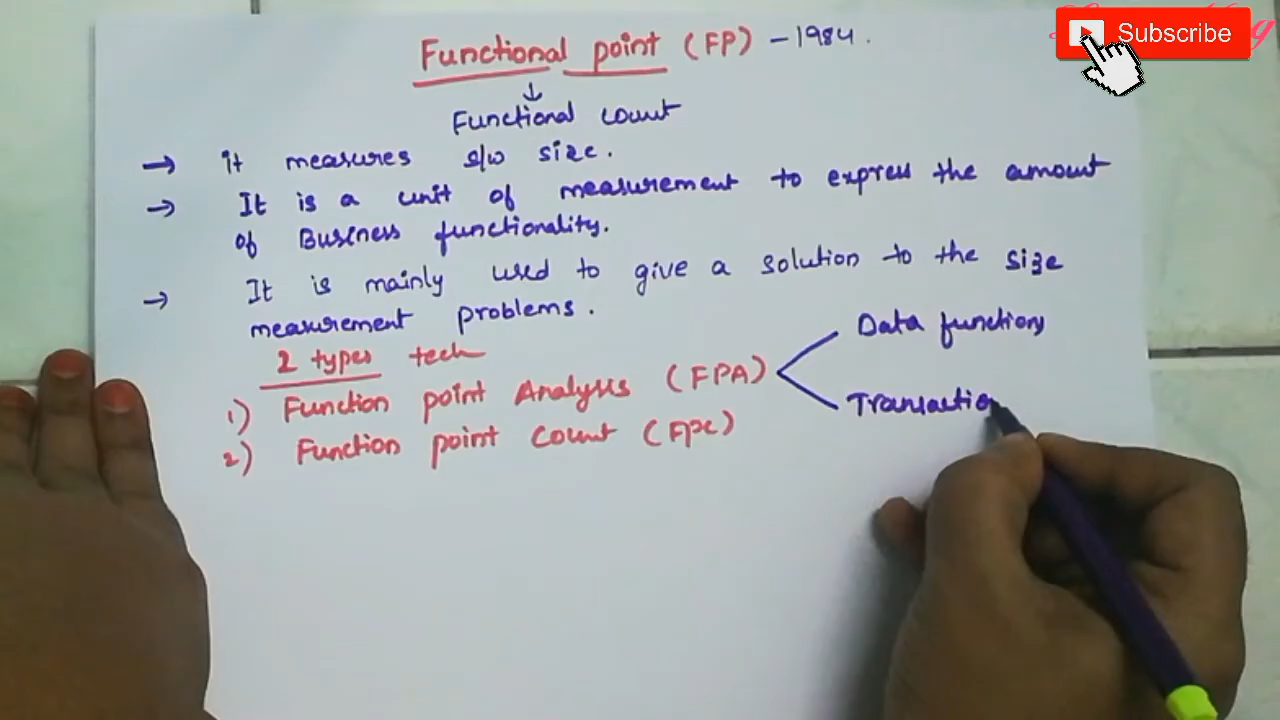 Subscribe
Functional point (FP) - 1984.
↓
Functional count
→ it measures s/w size.
→ It is a unit of measurement to express the amount
of Business functionality.
→ It is mainly used to give a solution to the size
measurement problems.
2 types tech
1) Function point Analysis (FPA)
Data functions
Transactio
2) Function point Count (FPC)